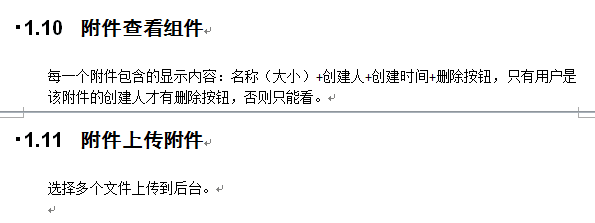 1.10 附件查看组件
每一个附件包含的显示内容：名称（大小）+创建人+创建时间+删除按钮，只有用户是
该附件的创建人才有删除按钮，否则只能看。
1.11 附件上传附件
选择多个文件上传到后台。